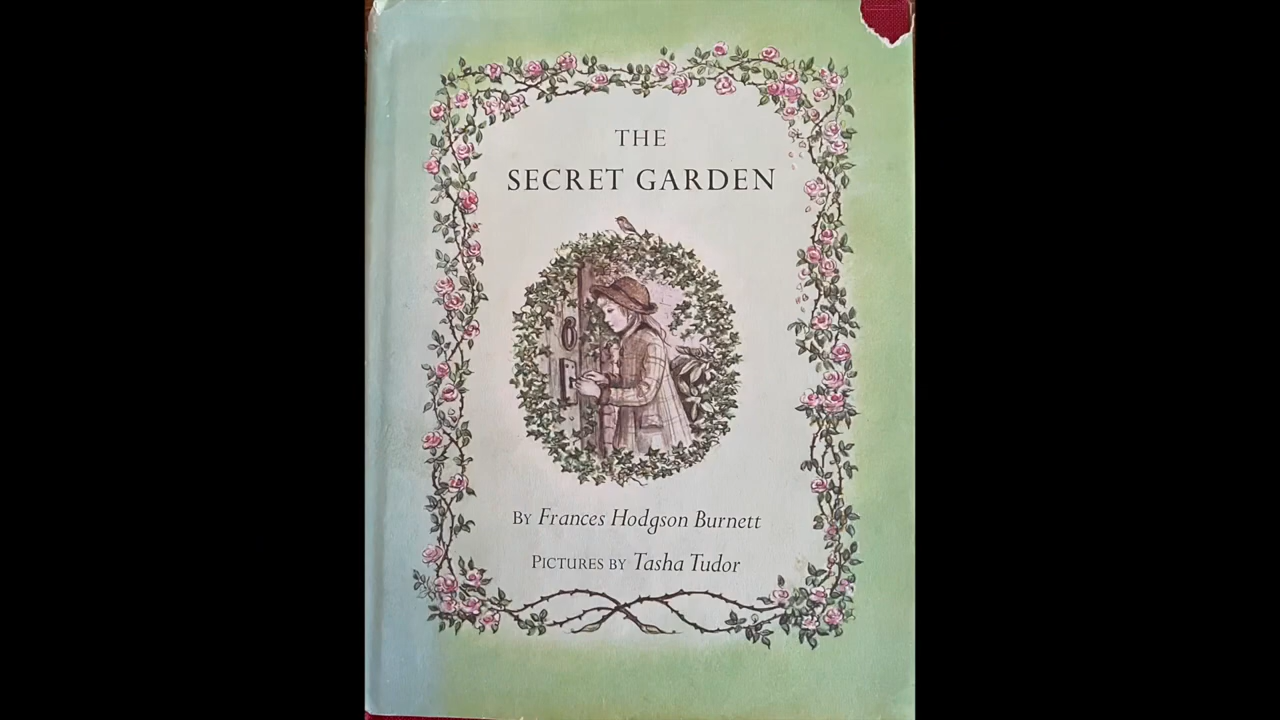 THE
SECRET GARDEN
BY Frances Hodgson Burnett
PICTURES BY Tasha Tudor